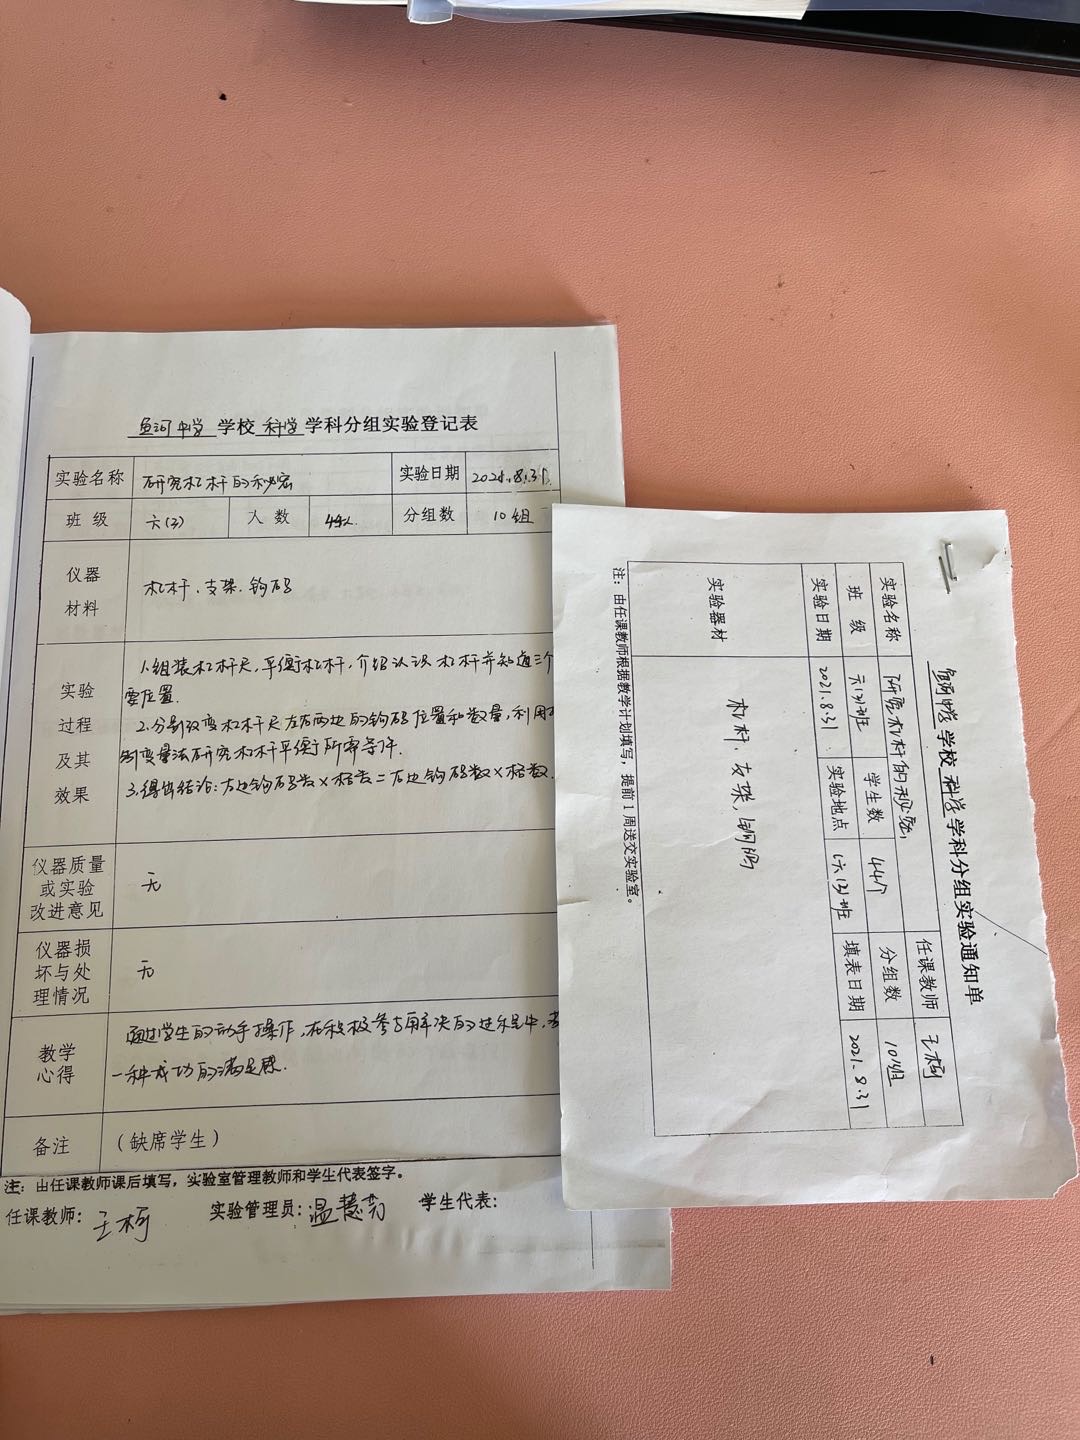 鱼河中学 学校 科学 学科分组实验登记表
实验名称 研究杠杆的秘密 实验日期 2021.8.31
班级 六(3) 人数 44人 分组数 10组
仪器材料 杠杆、支架、钩码
实验过程及其效果
1.组装杠杆尺,平衡杠杆,介绍认识杠杆并知道三个
要位置.
2.分别改变杠杆尺左右两边的钩码位置和数量,利用
制变量法研究杠杆平衡所需条件.
3.得出结论:左边钩码数×格数=右边钩码数×格数.
仪器质量或实验改进意见 无
仪器损坏与处理情况 无
教学心得
通过学生的动手操作,在积极参与解决的过程中,
一种成功的满足感.
备注 (缺席学生)
注:由任课教师课后填写,实验室管理教师和学生代表签字。
任课教师: 王柯 实验管理员: 温慧芳 学生代表:
鱼河中学 学校 科学 学科分组实验通知单
实验名称 研究杠杆的秘密 任课教师 王柯
班级 六(3)班 学生数 44个 分组数 10组
实验日期 2021.8.31 实验地点 六(3)班 填表日期 2021.8.31
实验器材 杠杆、支架,钩码
注:由任课教师根据教学计划填写,提前1周送交实验室。